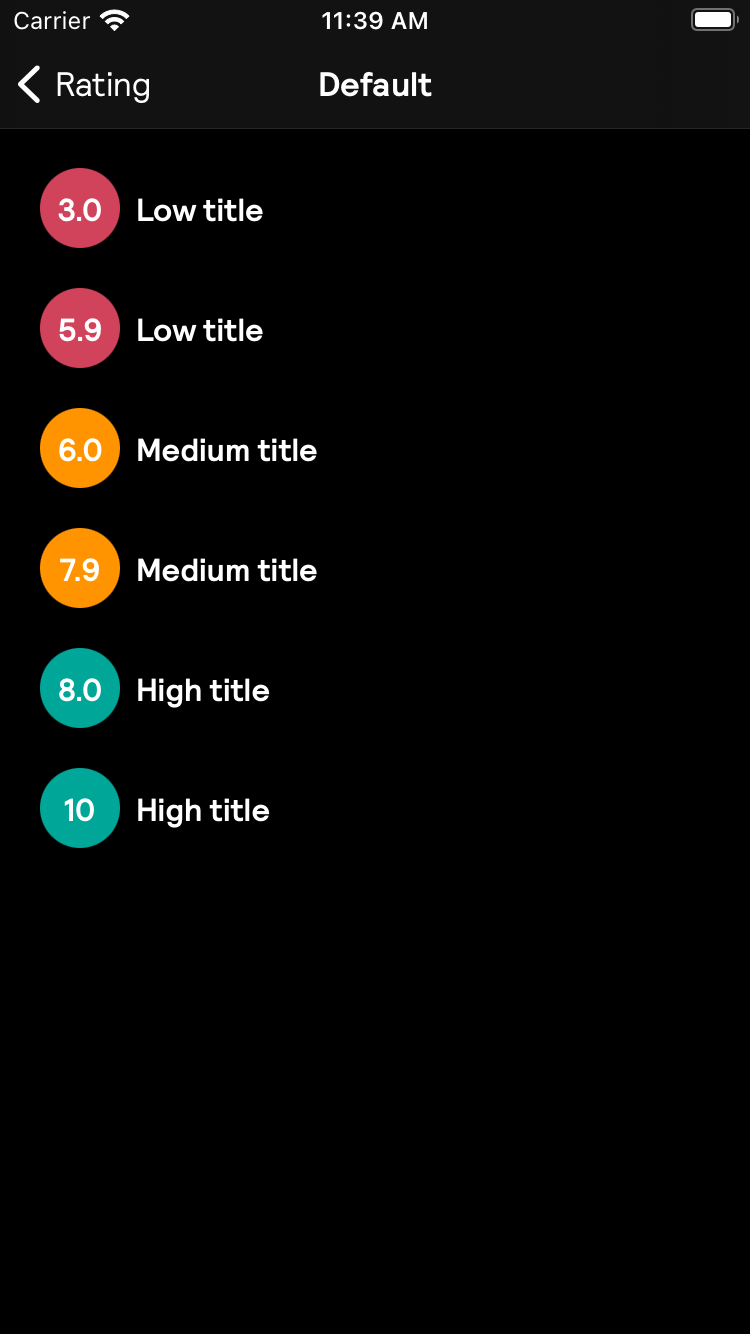 Carrier 11:39 AM
Rating Default
3.0 Low title
5.9 Low title
6.0 Medium title
7.9 Medium title
8.0 High title
10 High title